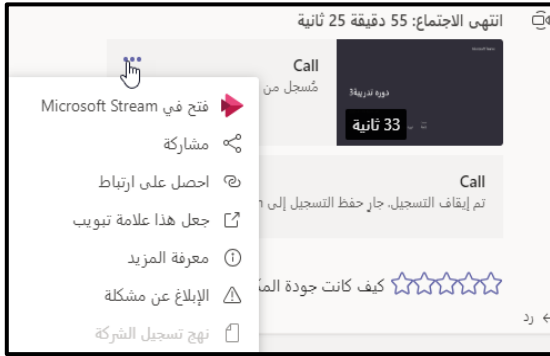 انتهى الاجتماع: 55 دقيقة 25 ثانية
Call
مُسجل من
دوره تدريبية3
33 ثانية
فتح في Microsoft Stream
مشاركة
احصل على ارتباط
جعل هذا علامة تبويب
معرفة المزيد
الإبلاغ عن مشكلة
نهج تسجيل الشركة
Call
تم إيقاف التسجيل. جارٍ حفظ التسجيل إلى
كيف كانت جودة
رد